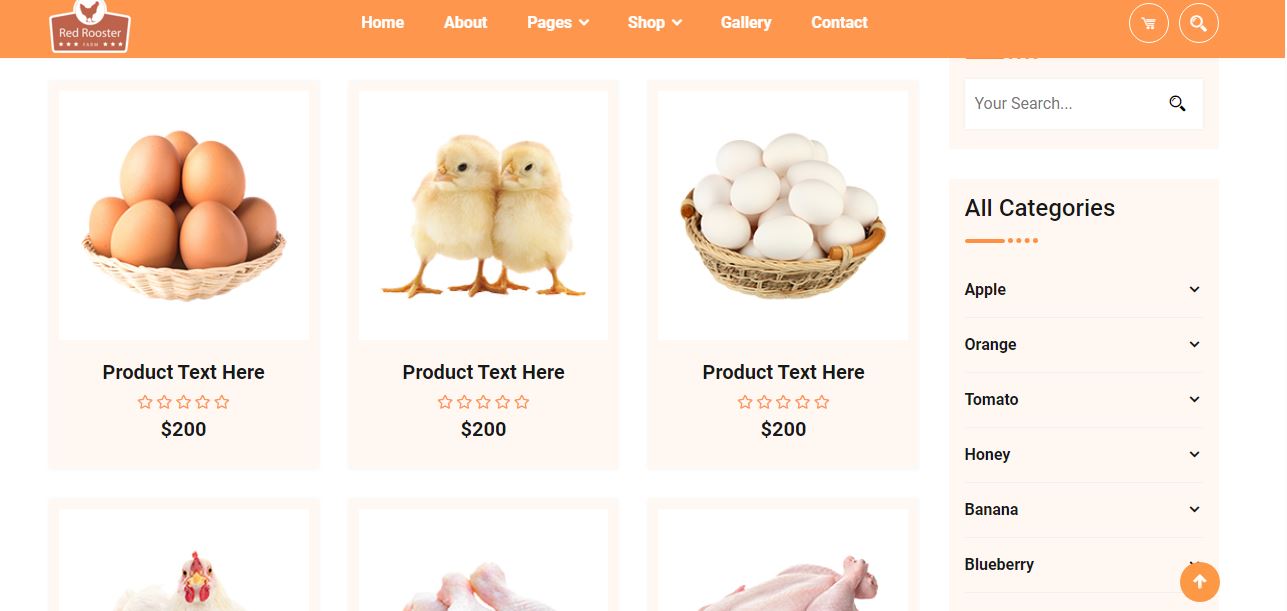 Red Rooster
FARM
Home About Pages Shop Gallery Contact
Your Search...
Product Text Here
$200
Product Text Here
$200
Product Text Here
$200
All Categories
Apple
Orange
Tomato
Honey
Banana
Blueberry